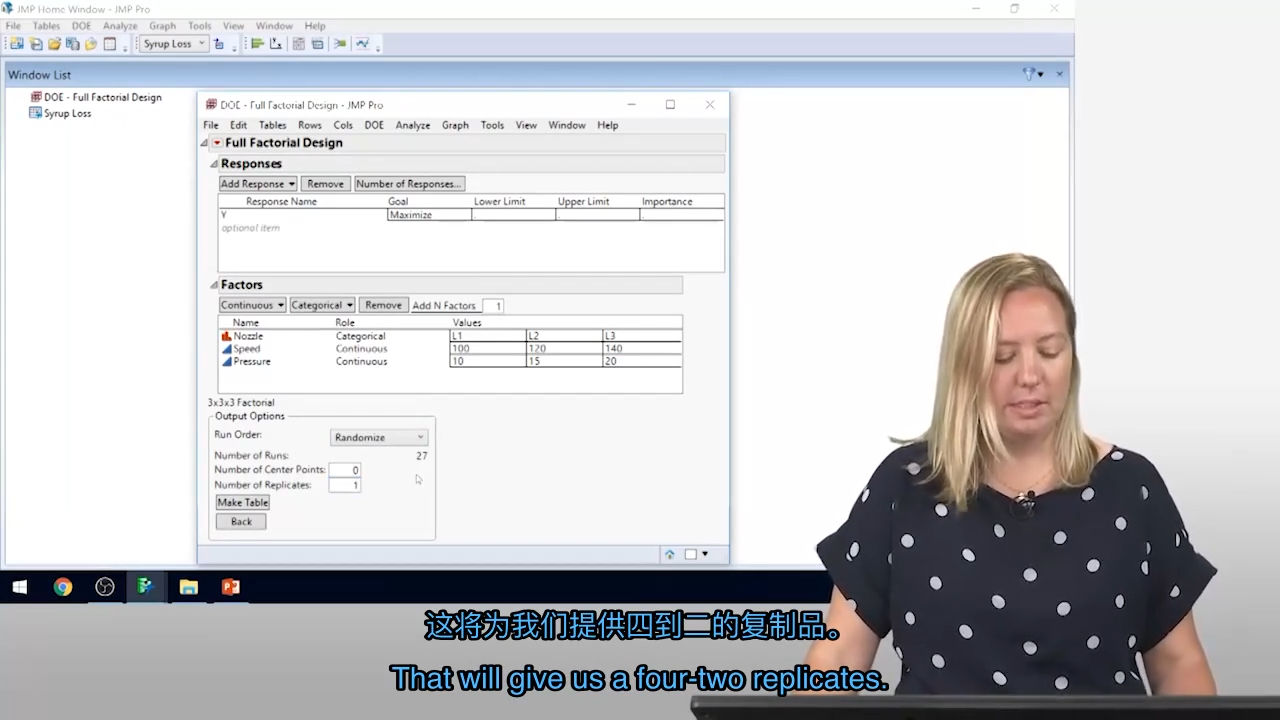 JMP Home Window - JMP Pro
File Tables DOE Analyze Graph Tools View Window Help
Syrup Loss
Window List
DOE - Full Factorial Design
Syrup Loss
DOE - Full Factorial Design - JMP Pro
File Edit Tables Rows Cols DOE Analyze Graph Tools View Window Help
Full Factorial Design
Responses
Add Response Remove Number of Responses...
Response Name Goal Lower Limit Upper Limit Importance
Y Maximize . . .
optional item
Factors
Continuous Categorical Remove Add N Factors 1
Name Role Values
Nozzle Categorical L1 L2 L3
Speed Continuous 100 120 140
Pressure Continuous 10 15 20
3x3x3 Factorial
Output Options
Run Order: Randomize
Number of Runs: 27
Number of Center Points: 0
Number of Replicates: 1
Make Table
Back
这将为我们提供四到二的复制品。
That will give us a four-two replicates.